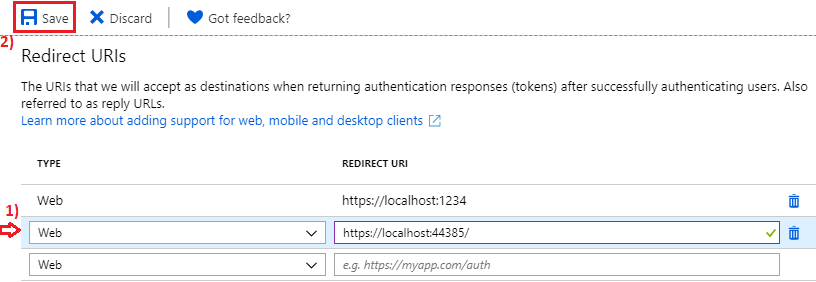 Save Discard Got feedback?
2)
Redirect URIs
The URIs that we will accept as destinations when returning authentication responses (tokens) after successfully authenticating users. Also
referred to as reply URLs.
Learn more about adding support for web, mobile and desktop clients
TYPE REDIRECT URI
Web https://localhost:1234
1)
Web https://localhost:44385/
Web e.g. https://myapp.com/auth